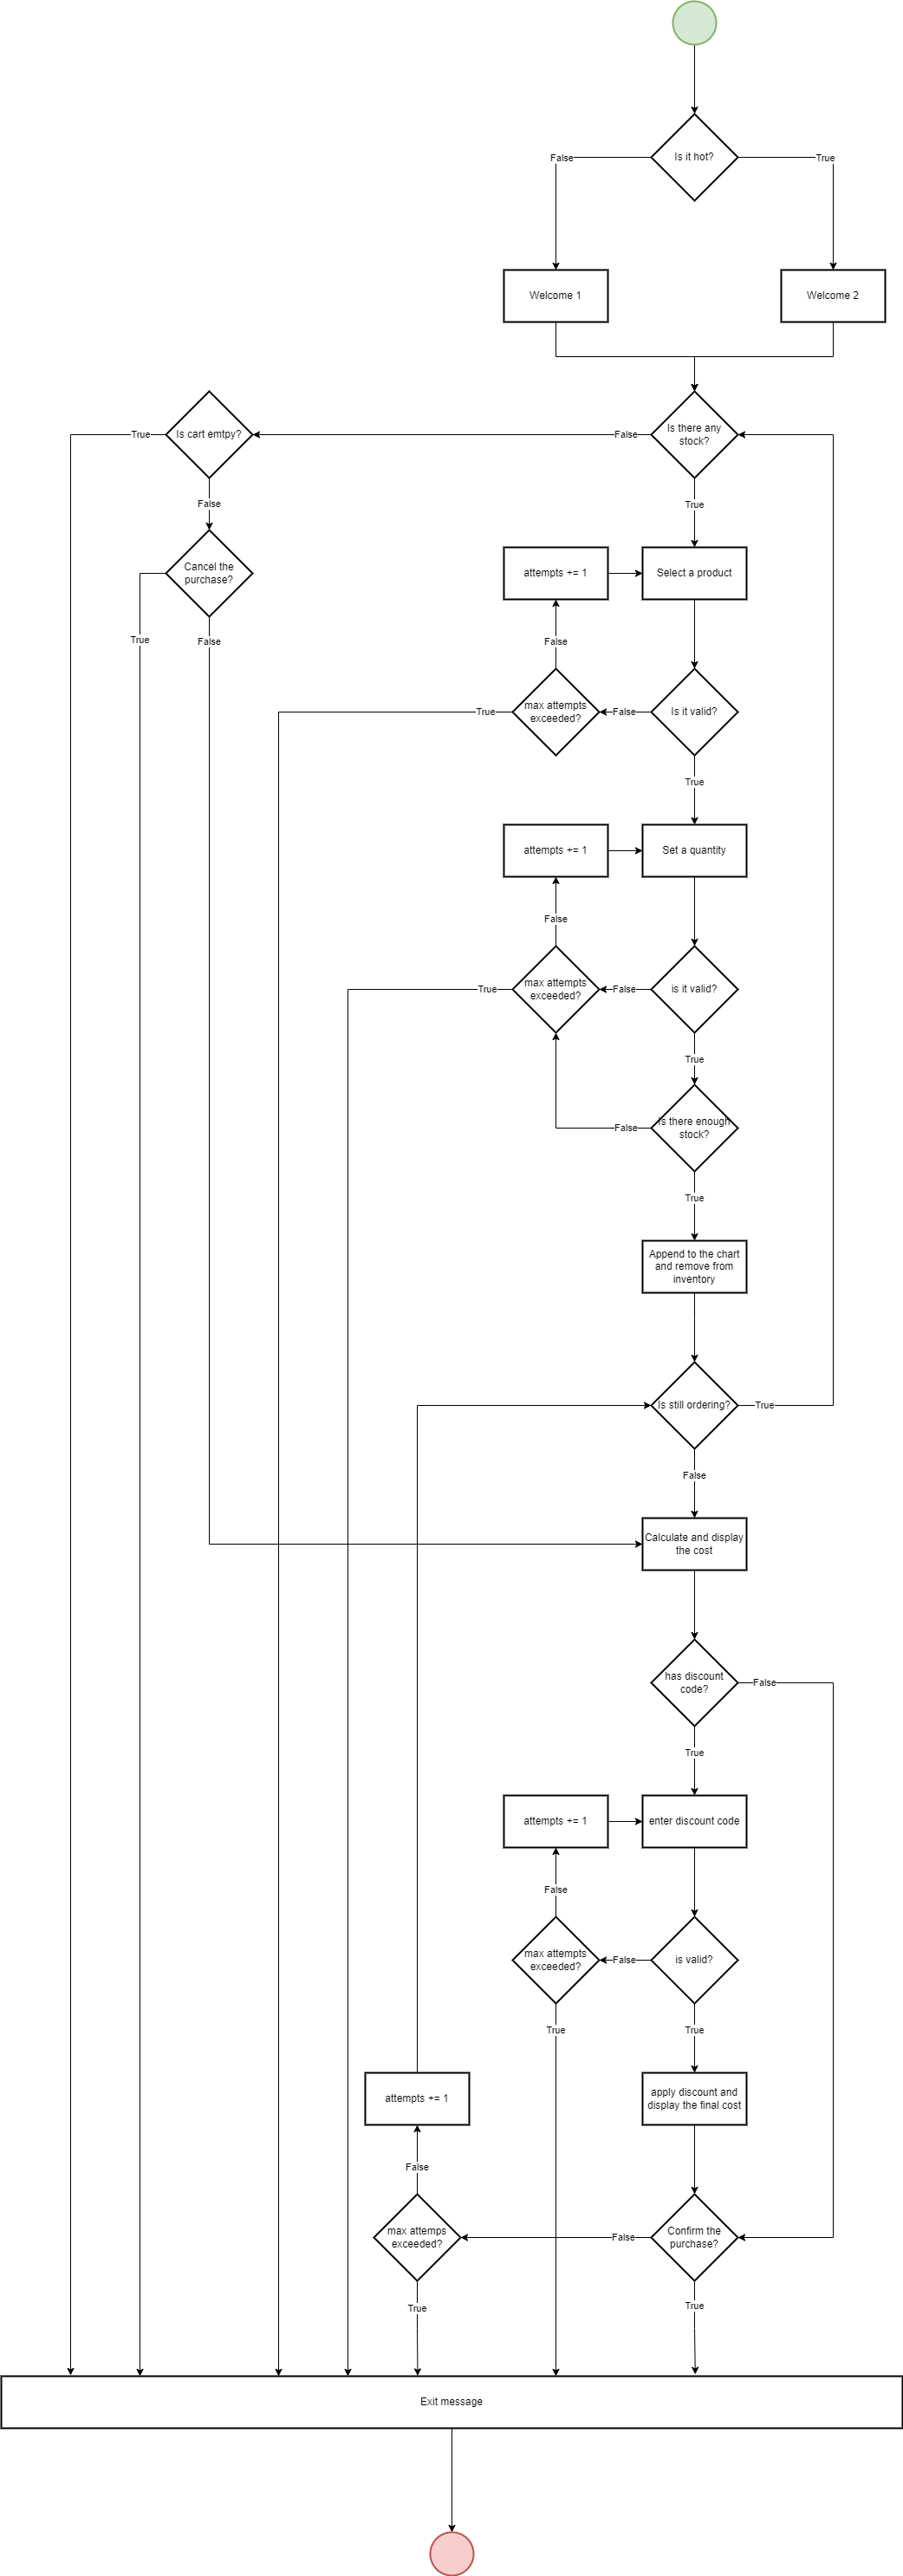 Is it hot?
False
True
Welcome 1
Welcome 2
Is cart emtpy?
True
False
Is there any
stock?
False
True
Cancel the
purchase?
True
False
attempts += 1
Select a product
False
max attempts
exceeded?
True
False
Is it valid?
True
attempts += 1
Set a quantity
False
max attempts
exceeded?
True
False
is it valid?
True
Is there enough
stock?
False
True
Append to the chart
and remove from
inventory
Is still ordering?
True
False
Calculate and display
the cost
has discount
code?
False
True
attempts += 1
enter discount code
False
max attempts
exceeded?
False
is valid?
True
True
attempts += 1
apply discount and
display the final cost
False
max attemps
exceeded?
False
Confirm the
purchase?
True
True
Exit message